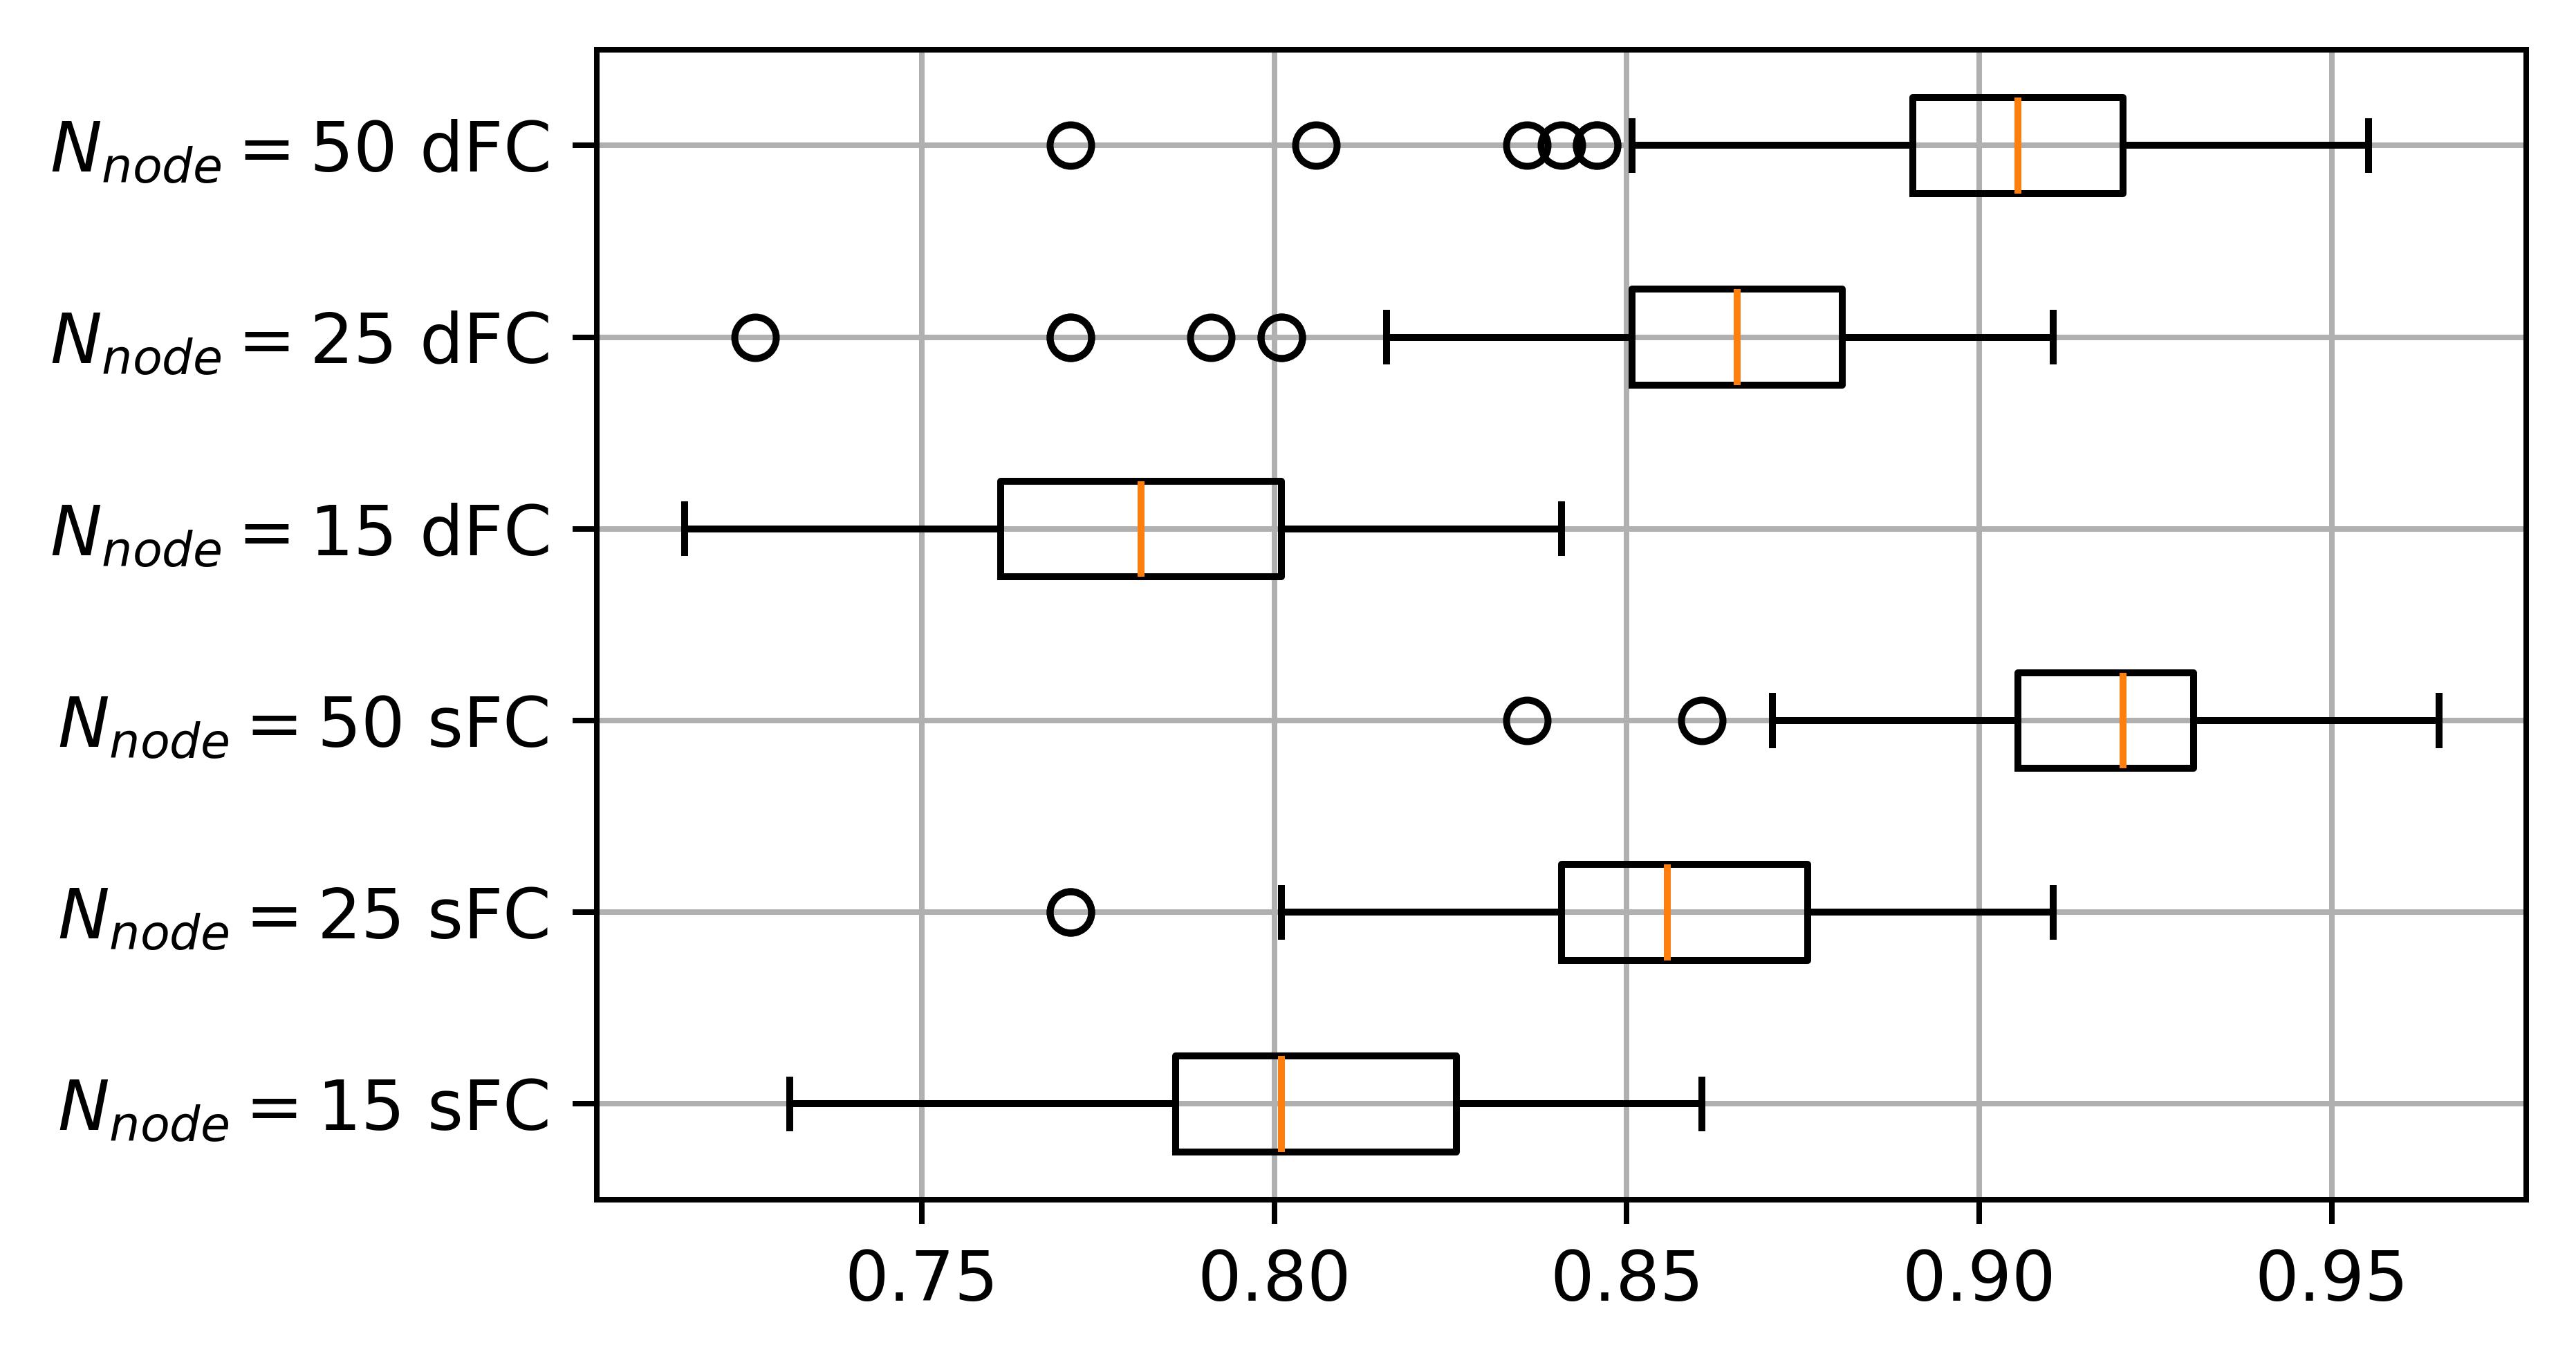 N_node = 50 dFC
N_node = 25 dFC
N_node = 15 dFC
N_node = 50 sFC
N_node = 25 sFC
N_node = 15 sFC
0.75 0.80 0.85 0.90 0.95